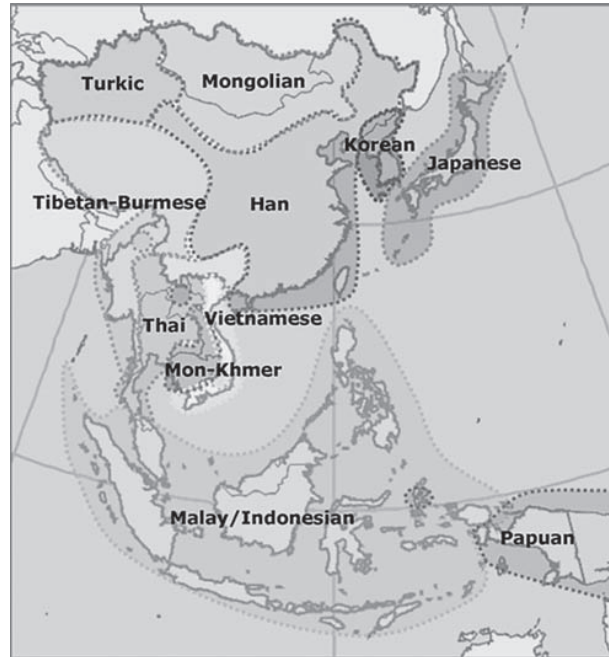 Turkic
Mongolian
Korean
Japanese
Tibetan-Burmese
Han
Thai
Vietnamese
Mon-Khmer
Malay/Indonesian
Papuan